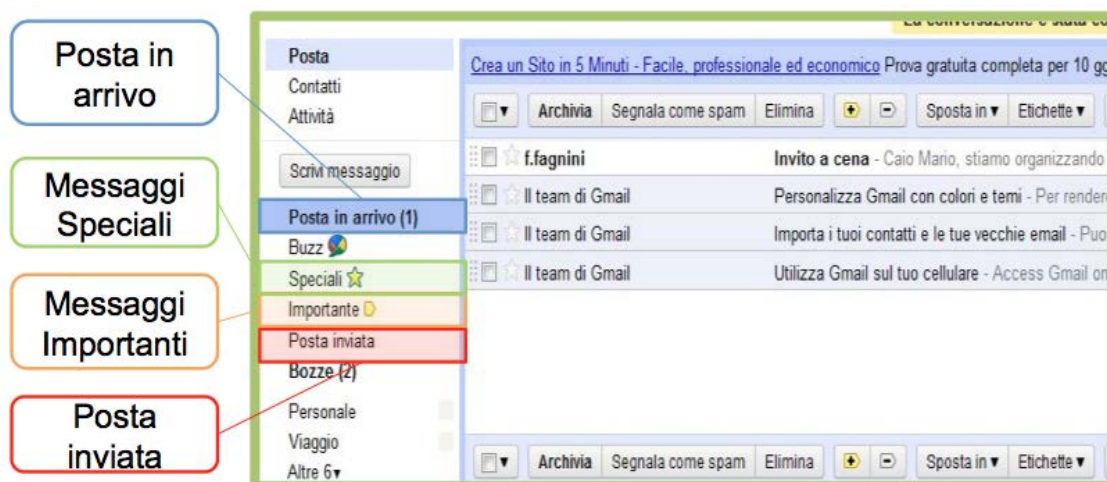 Posta in
arrivo
Messaggi
Speciali
Messaggi
Importanti
Posta
inviata
La conversazione è stata
Posta
Contatti
Attività
Scrivi messaggio
Posta in arrivo (1)
Buzz
Speciali
Importante
Posta inviata
Bozze (2)
Personale
Viaggio
Altre 6▾
Crea un Sito in 5 Minuti - Facile, professionale ed economico Prova gratuita completa per 10 gg
Archivia Segnala come spam Elimina Sposta in ▾ Etichette ▾
f.fagnini Invito a cena - Caio Mario, stiamo organizzando
Il team di Gmail Personalizza Gmail con colori e temi - Per render
Il team di Gmail Importa i tuoi contatti e le tue vecchie email - Puo
Il team di Gmail Utilizza Gmail sul tuo cellulare - Access Gmail on
Archivia Segnala come spam Elimina Sposta in ▾ Etichette ▾